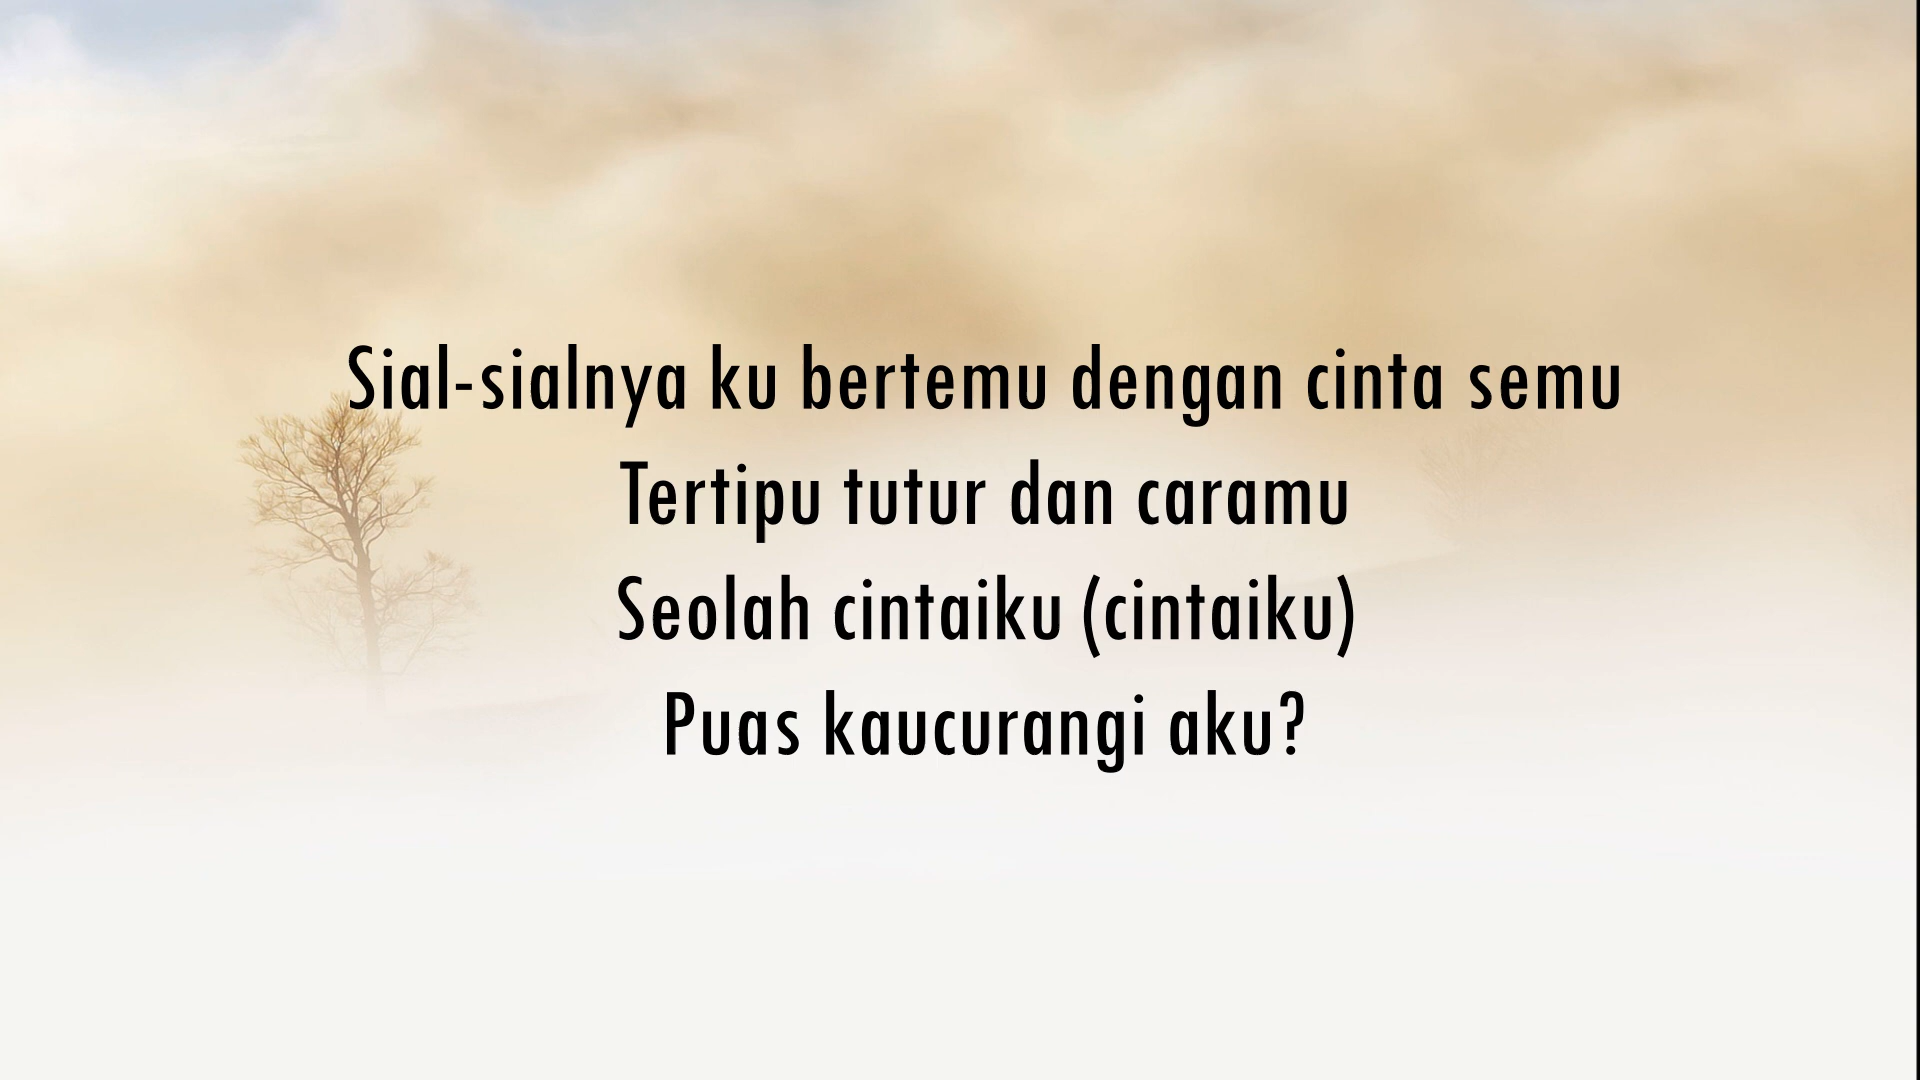 Sial-sialnya ku bertemu dengan cinta semu
Tertipu tutur dan caramu
Seolah cintaiku (cintaiku)
Puas kaucurangi aku?